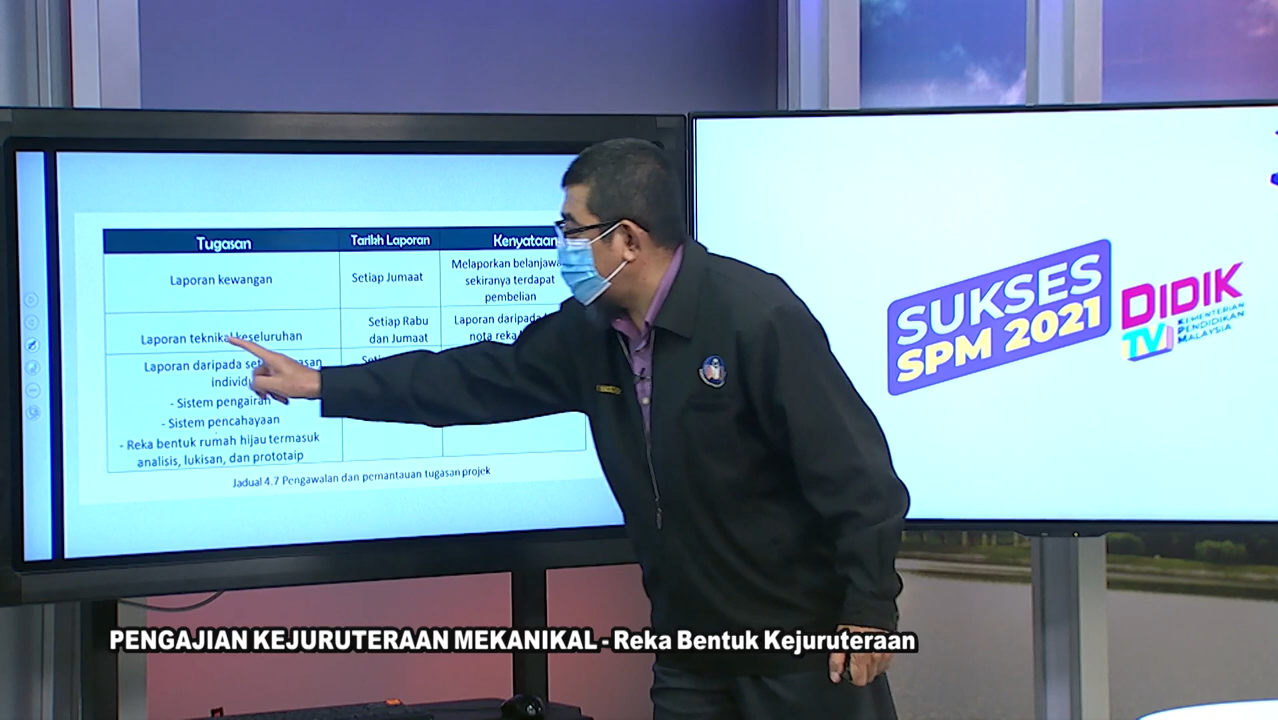 Tugasan
Tarikh Laporan
Kenyataan
Laporan kewangan
Setiap Jumaat
Melaporkan
sekiranya terdapat
pembelian
Laporan teknikal keseluruhan
Setiap Rabu
dan Jumaat
Laporan daripada
nota reka
Laporan daripada
- Sistem pengairan
- Sistem pencahayaan
- Reka bentuk rumah hijau termasuk
analisis, lukisan, dan prototaip
Jadual 4.7 Pengawalan dan pemantauan tugasan projek
SUKSES
SPM 2021
DIDIK
TV
KEMENTERIAN
PENDIDIKAN
MALAYSIA
PENGAJIAN KEJURUTERAAN MEKANIKAL - Reka Bentuk Kejuruteraan